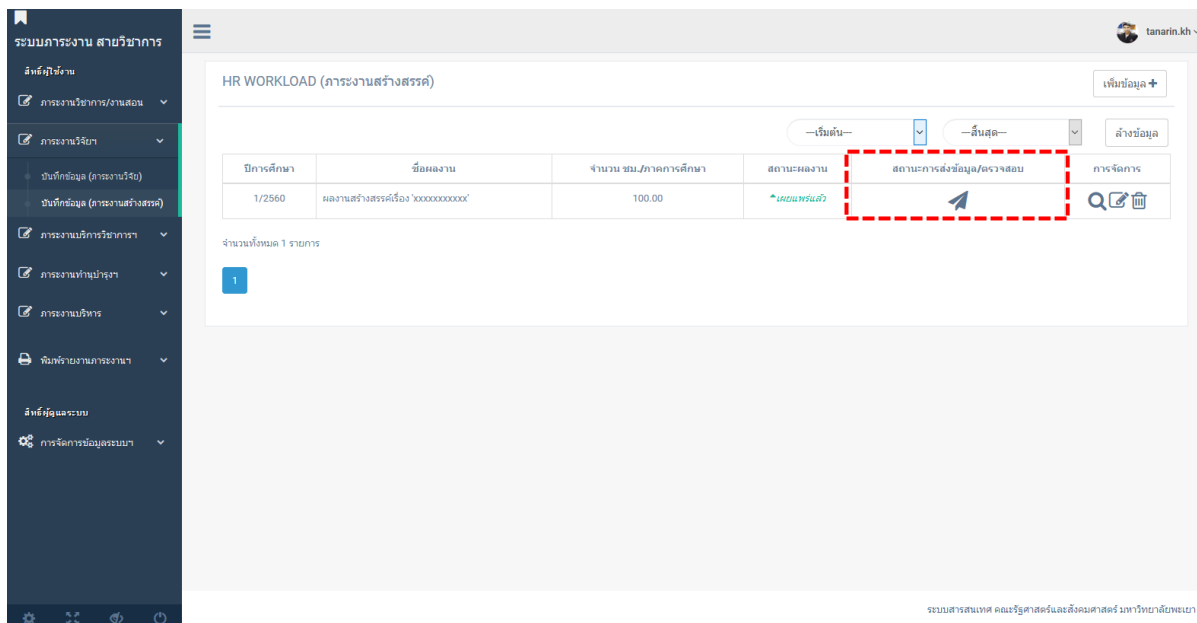 ระบบภาระงาน สายวิชาการ
tanarin.kh
สิทธิ์ผู้ใช้งาน
ภาระงานวิชาการ/งานสอน
ภาระงานวิจัยฯ
บันทึกข้อมูล (ภาระงานวิจัย)
บันทึกข้อมูล (ภาระงานสร้างสรรค์)
ภาระงานบริการวิชาการฯ
ภาระงานทำนุบำรุงฯ
ภาระงานบริหาร
พิมพ์รายงานภาระงานฯ
สิทธิ์ผู้ดูแลระบบ
การจัดการข้อมูลระบบฯ
HR WORKLOAD (ภาระงานสร้างสรรค์)
เพิ่มข้อมูล
---เริ่มต้น---
---สิ้นสุด---
ล้างข้อมูล
ปีการศึกษา ชื่อผลงาน จำนวน ชม./ภาคการศึกษา สถานะผลงาน สถานะการส่งข้อมูล/ตรวจสอบ การจัดการ
1/2560 ผลงานสร้างสรรค์เรื่อง 'xxxxxxxxxxx' 100.00 เผยแพร่แล้ว
จำนวนทั้งหมด 1 รายการ
1
ระบบสารสนเทศ คณะรัฐศาสตร์และสังคมศาสตร์ มหาวิทยาลัยพะเยา